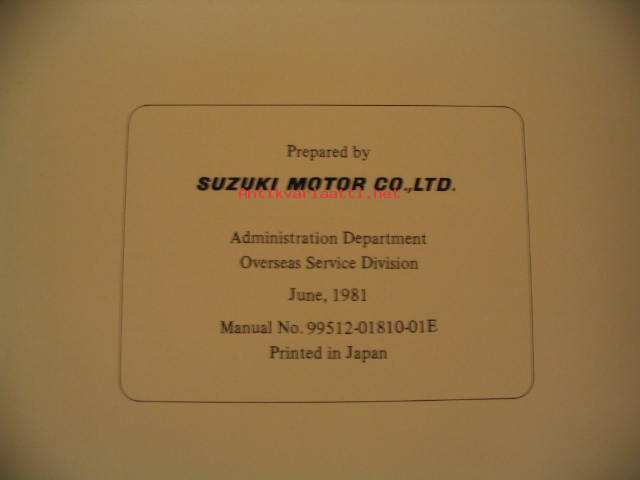 Prepared by
SUZUKI MOTOR CO.,LTD.
Antikvariaatti.net
Administration Department
Overseas Service Division
June, 1981
Manual No. 99512-01810-01E
Printed in Japan